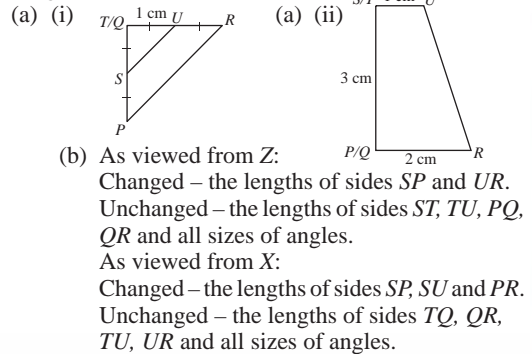 (a) (i)
T/Q 1 cm U R
S
P
(a) (ii)
U
3 cm
P/Q 2 cm R
(b) As viewed from Z:
Changed – the lengths of sides SP and UR.
Unchanged – the lengths of sides ST, TU, PQ,
QR and all sizes of angles.
As viewed from X:
Changed – the lengths of sides SP, SU and PR.
Unchanged – the lengths of sides TQ, QR,
TU, UR and all sizes of angles.